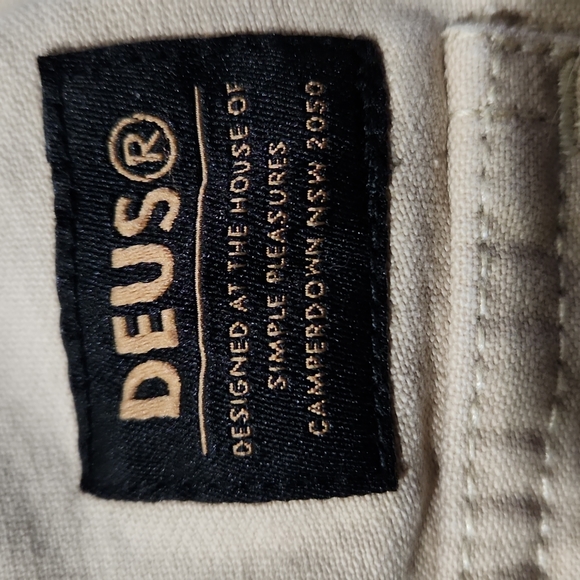 DEUS®
DESIGNED AT THE HOUSE OF
SIMPLE PLEASURES
CAMPERDOWN NSW 2050